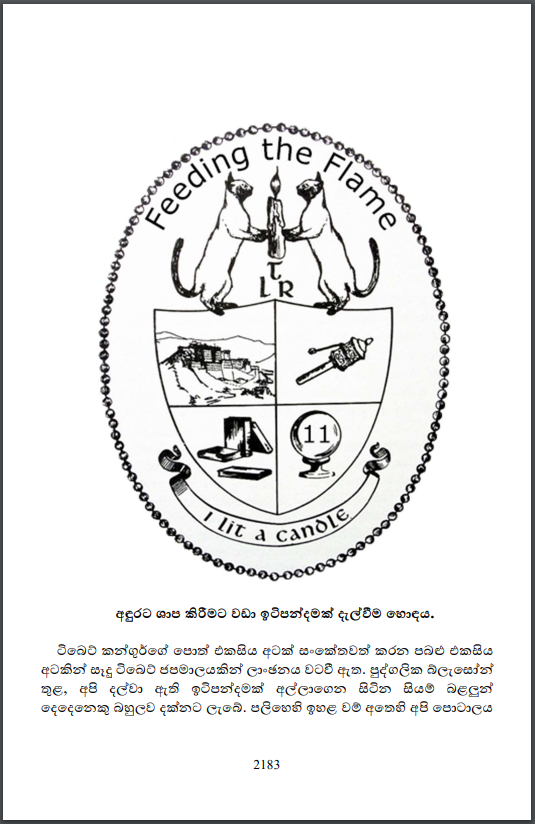 Feeding the Flame
T
L R
11
I lit a candle
අඳුරට ශාප කිරීමට වඩා ඉටිපන්දමක් දැල්වීම හොඳය.
ටිබෙට් කන්ගුර්ගේ පොත් එකසිය අටක් සංකේතවත් කරන පබළු එකසිය
අටකින් සෑදූ ටිබෙට් ජපමාලයකින් ලාංඡනය වටවී ඇත. පුද්ගලික බ්ලැසෝන්
තුළ, අපි දල්වා ඇති ඉටිපන්දමක් අල්ලාගෙන සිටින සියම් බළලුන්
දෙදෙනෙකු බහුලව දක්නට ලැබේ. පලිහෙහි ඉහළ වම් අතෙහි අපි පොටාලය
2183